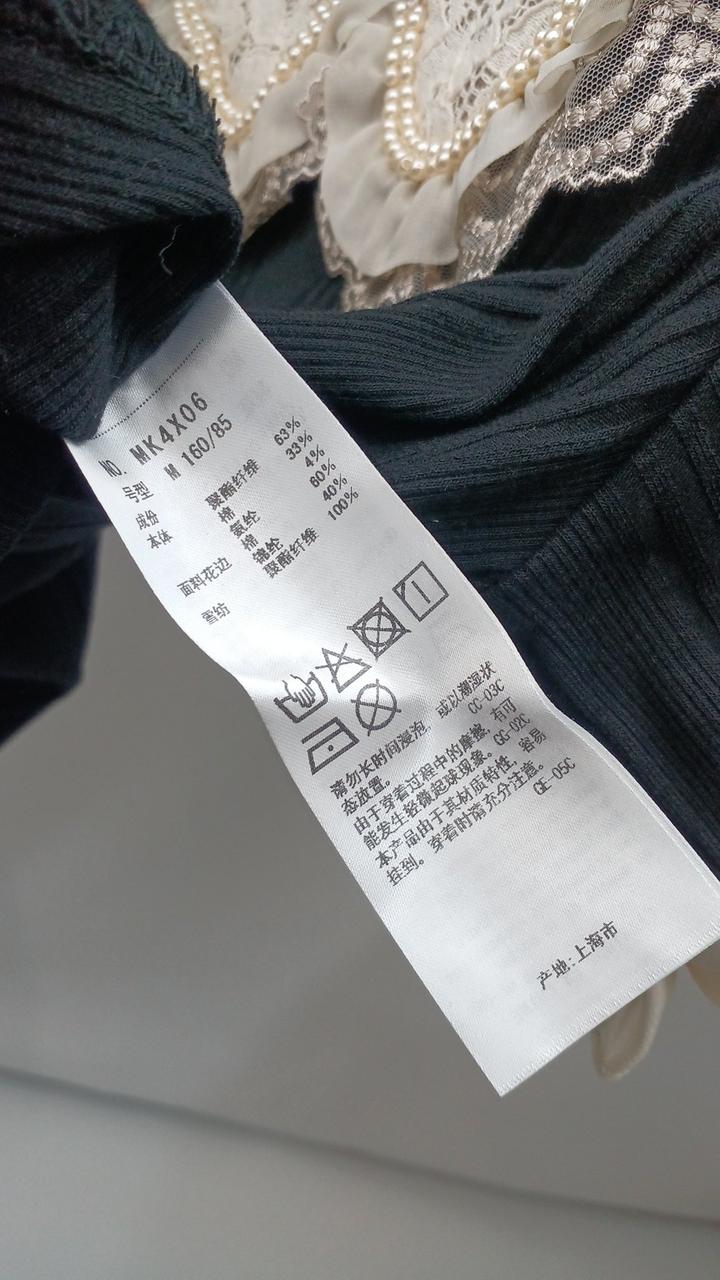 NO. MK4X06
号型 M 160/85
成份
本体 聚酯纤维 63%
棉 33%
氨纶 4%
面料花边 棉 60%
锦纶 40%
雪纺 聚酯纤维 100%
请勿长时间浸泡, 或以潮湿状
态放置。 CC-03C
由于穿着过程中的摩擦, 有可
能发生轻微起球现象。 GG-02C
本产品由于其材质特性, 容易
挂到。 穿着时请充分注意。
GE-05C
产地:上海市